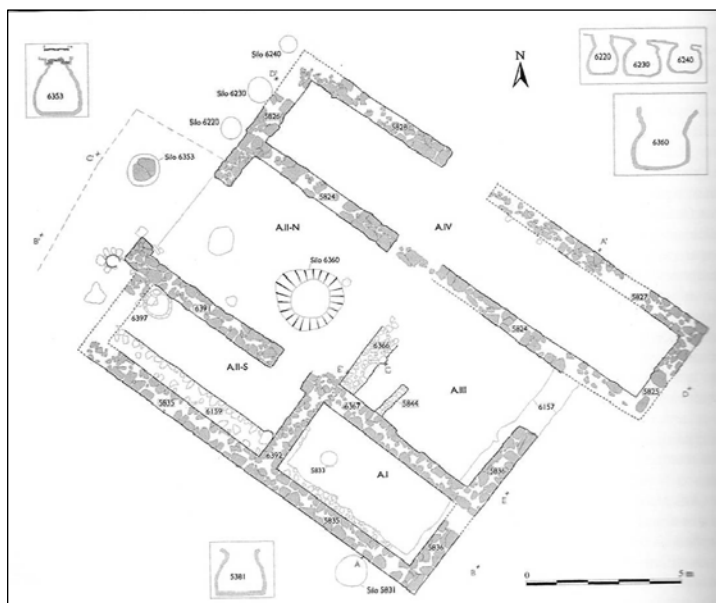 Silo 6240
N
6220
6230
6240
6353
D'
Silo 6230
5826
Silo 6220
5828
6360
C'
Silo 6353
5824
A.II-N
A.IV
B'
A'
Silo 6360
6391
5827
6397
5824
A.II-S
6366
E'
C
A.III
5825
D
6367
5844
6157
5835
6159
6392
5833
A.I
5836
E
5835
5836
5381
A
B
Silo 5831
0
5 m